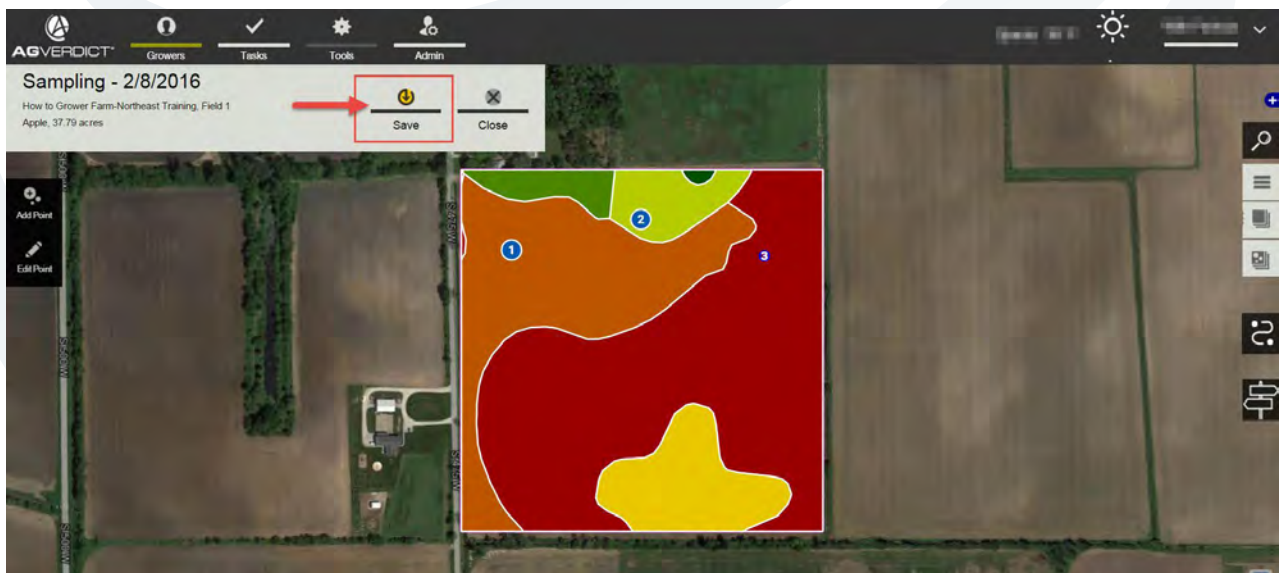 AGVERDICT
Growers
Tasks
Tools
Admin
Sampling - 2/8/2016
How to Grower Farm-Northeast Training, Field 1
Apple, 37.79 acres
Save
Close
Add Point
Edit Point
1
2
3